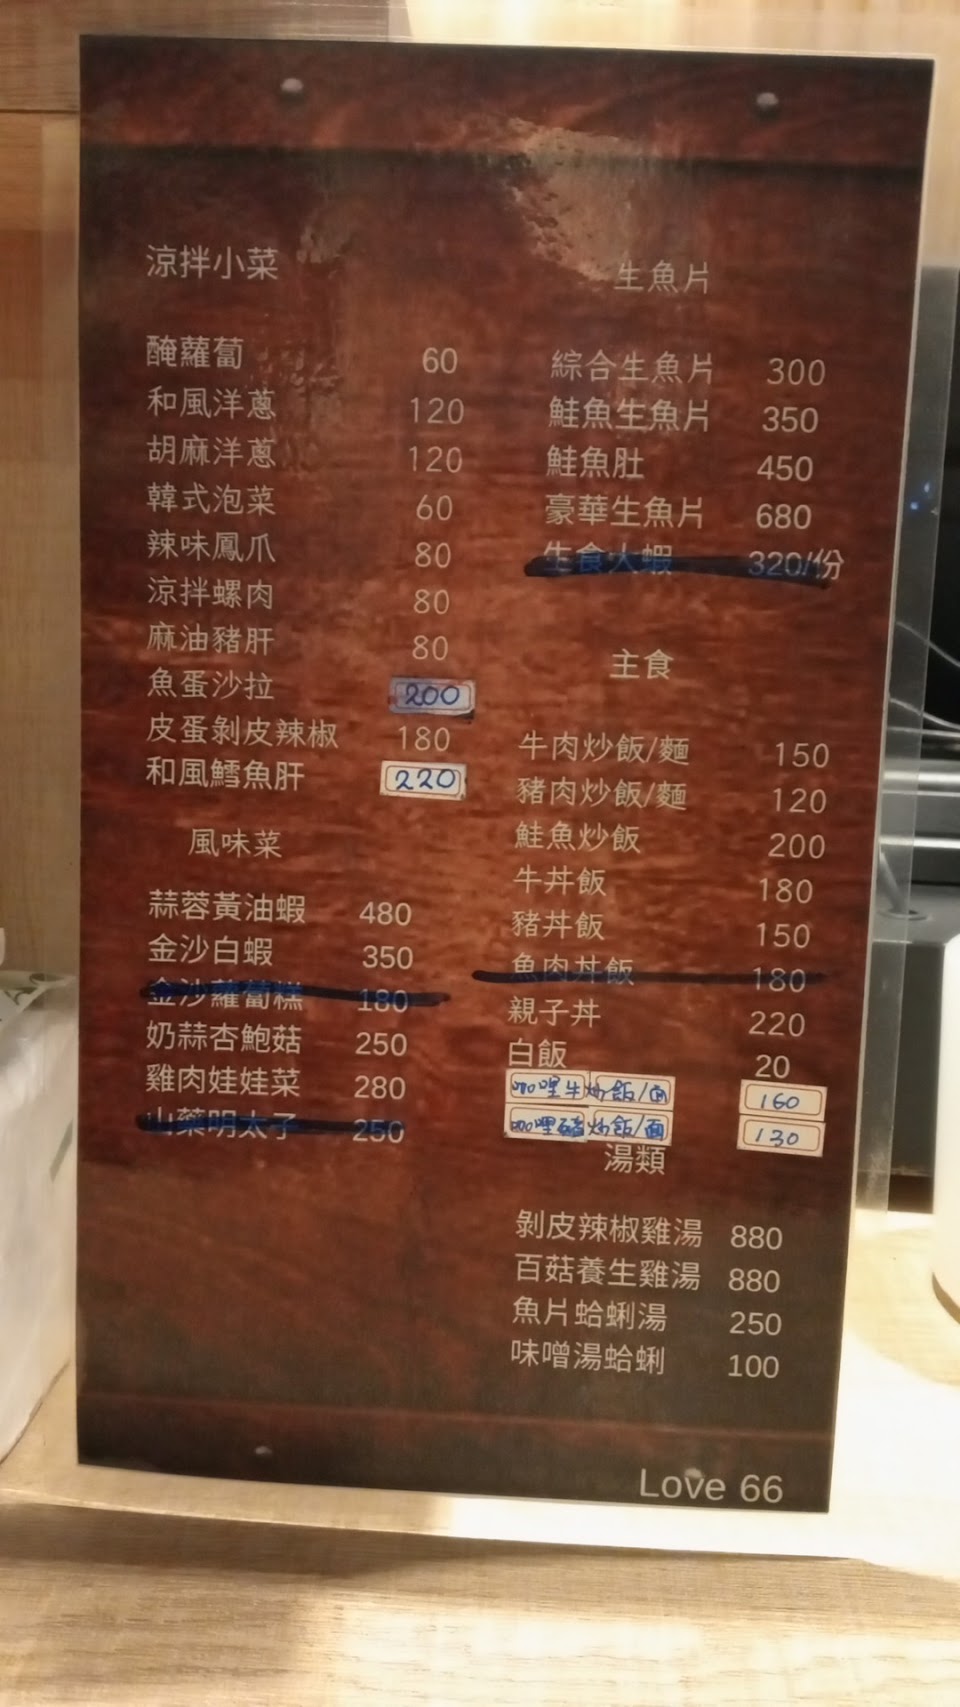 涼拌小菜
醃蘿蔔 60
和風洋蔥 120
胡麻洋蔥 120
韓式泡菜 60
辣味鳳爪 80
涼拌螺肉 80
麻油豬肝 80
魚蛋沙拉 200
皮蛋剝皮辣椒 180
和風鱈魚肝 220
風味菜
蒜蓉黃油蝦 480
金沙白蝦 350
金沙蘿蔔糕 180
奶蒜杏鮑菇 250
雞肉娃娃菜 280
山藥明太子 250
生魚片
綜合生魚片 300
鮭魚生魚片 350
鮭魚肚 450
豪華生魚片 680
生食大蝦 320/份
主食
牛肉炒飯/麵 150
豬肉炒飯/麵 120
鮭魚炒飯 200
牛丼飯 180
豬丼飯 150
魚肉丼飯 180
親子丼 220
白飯 20
咖哩牛炒飯/面 160
咖哩豬炒飯/面 130
湯類
剝皮辣椒雞湯 880
百菇養生雞湯 880
魚片蛤蜊湯 250
味噌湯蛤蜊 100
Love 66